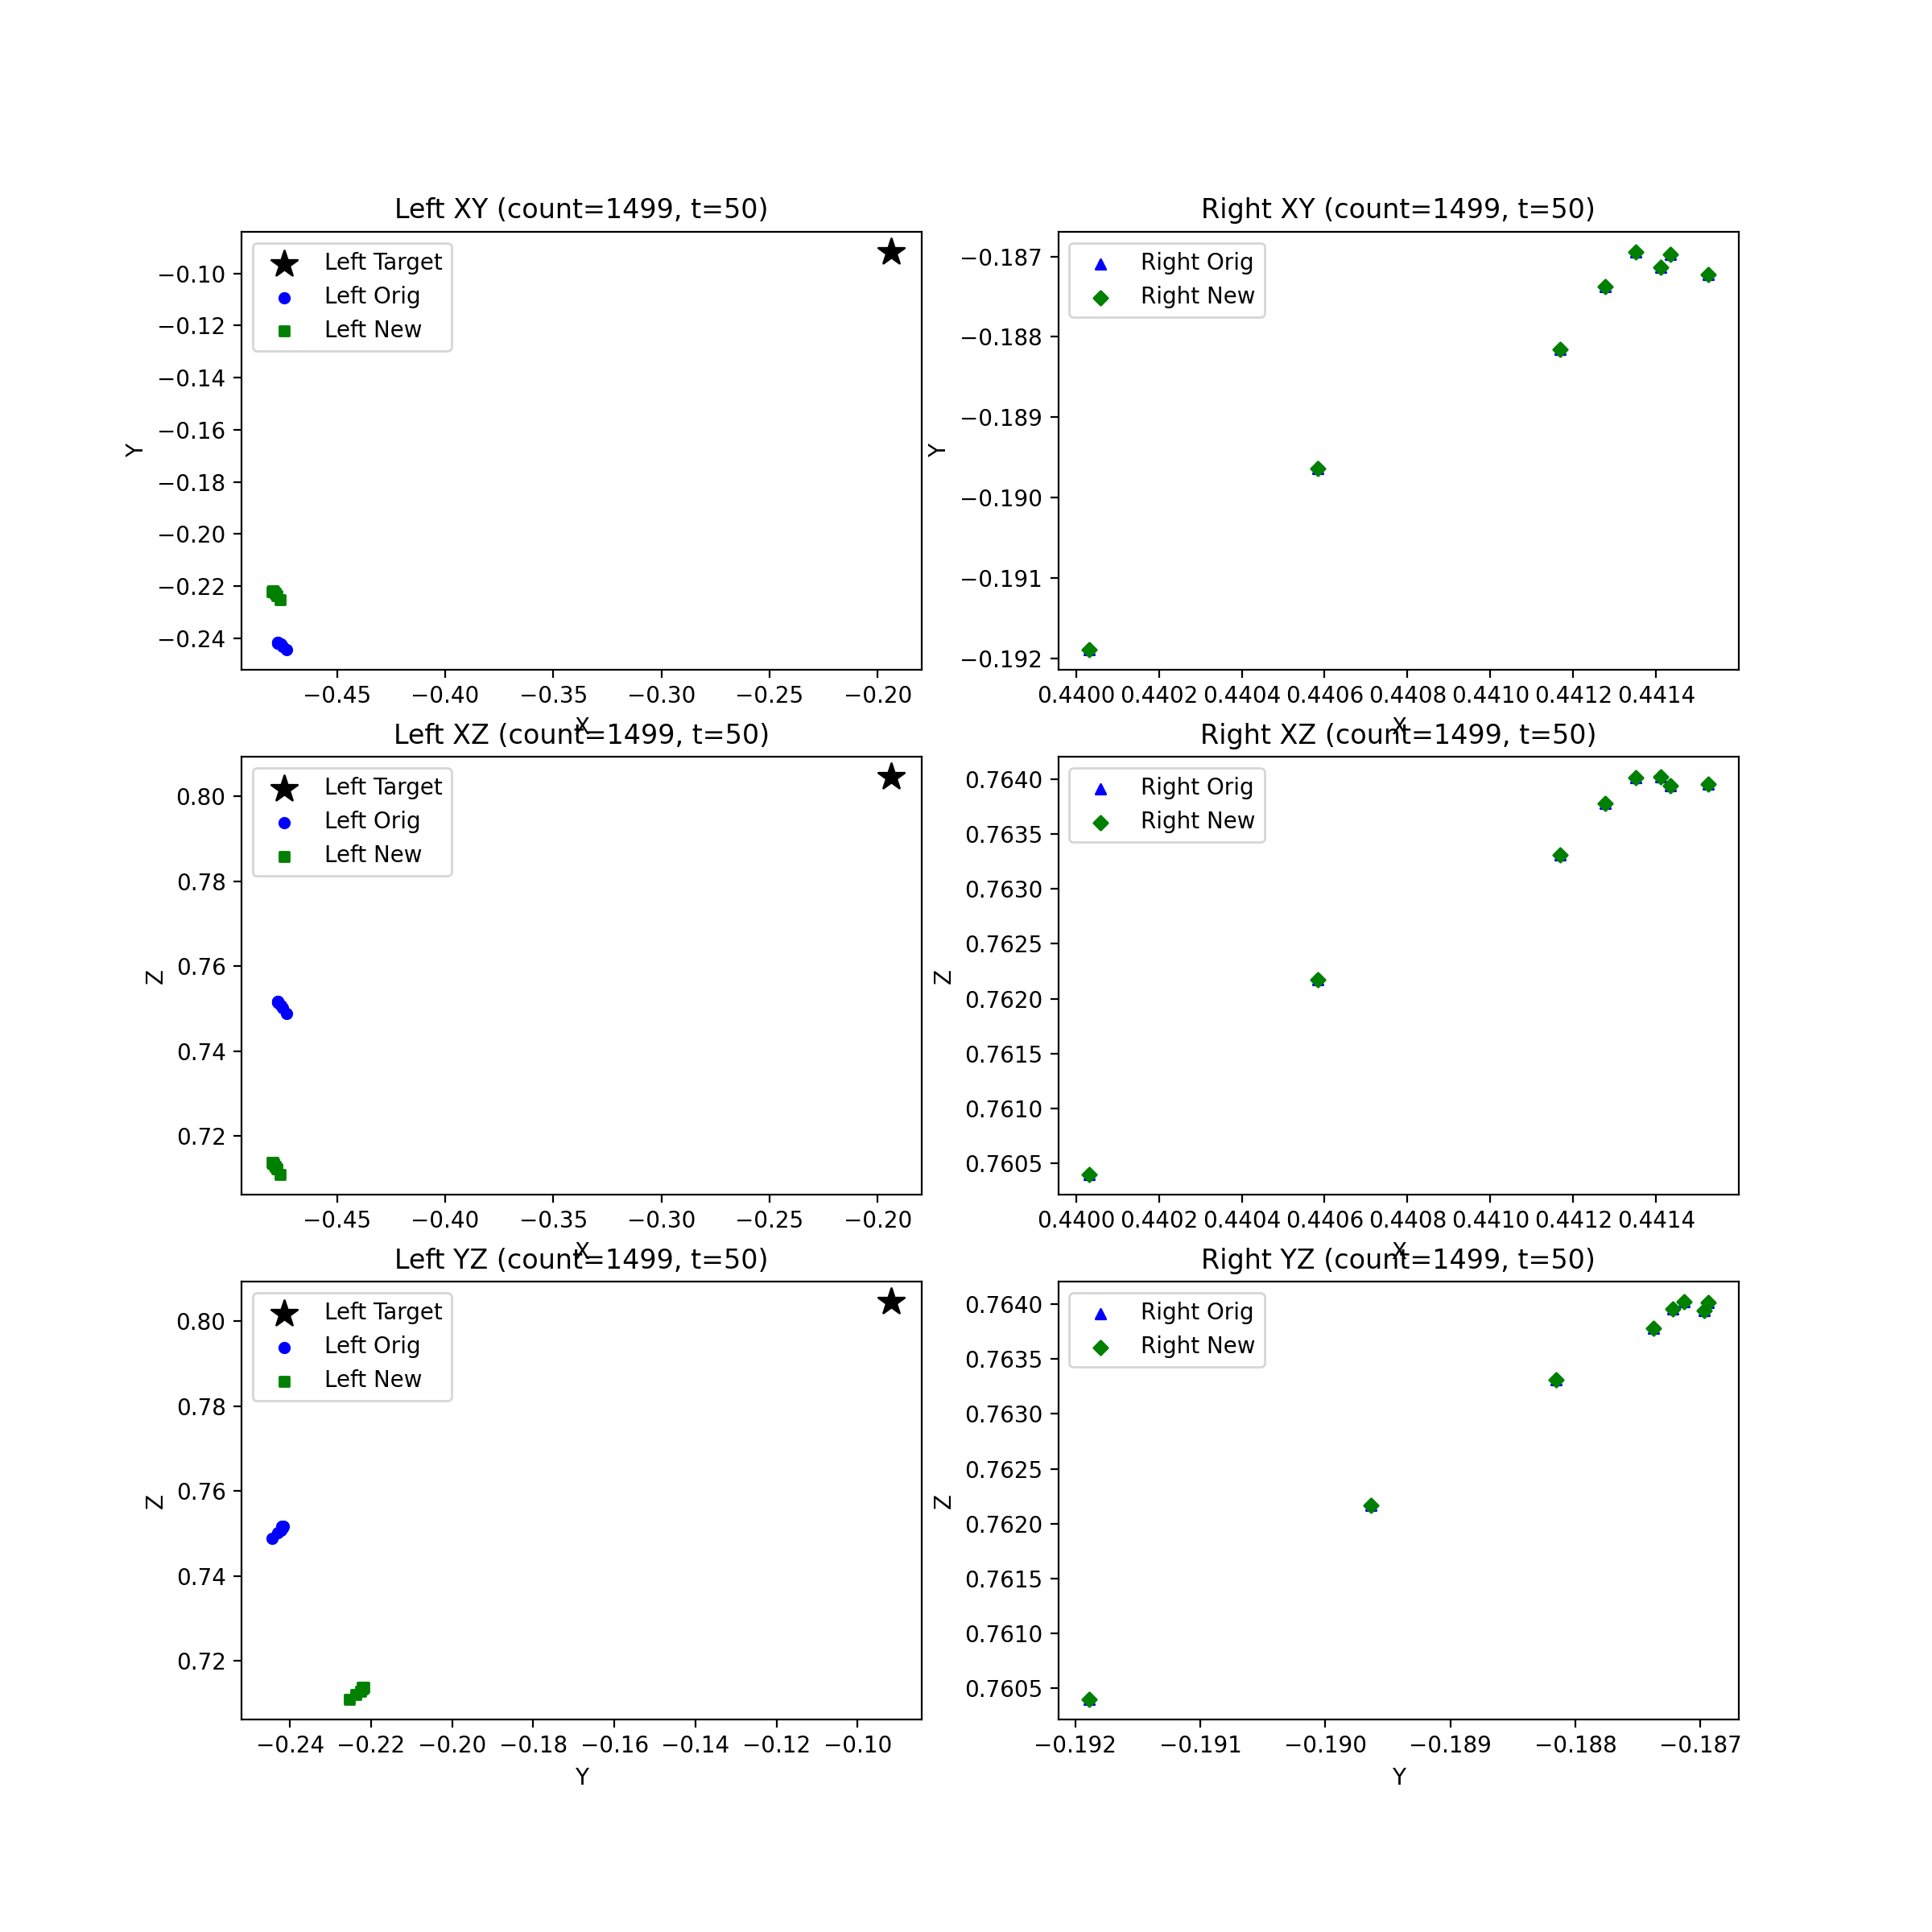 Left XY (count=1499, t=50)
Left Target
Left Orig
Left New
−0.10
−0.12
−0.14
−0.16
−0.18
−0.20
−0.22
−0.24
Y
−0.45 −0.40 −0.35 −0.30 −0.25 −0.20
X
Right XY (count=1499, t=50)
Right Orig
Right New
−0.187
−0.188
−0.189
−0.190
−0.191
−0.192
Y
0.4400 0.4402 0.4404 0.4406 0.4408 0.4410 0.4412 0.4414
X
Left XZ (count=1499, t=50)
Left Target
Left Orig
Left New
0.80
0.78
0.76
0.74
0.72
Z
−0.45 −0.40 −0.35 −0.30 −0.25 −0.20
X
Right XZ (count=1499, t=50)
Right Orig
Right New
0.7640
0.7635
0.7630
0.7625
0.7620
0.7615
0.7610
0.7605
Z
0.4400 0.4402 0.4404 0.4406 0.4408 0.4410 0.4412 0.4414
X
Left YZ (count=1499, t=50)
Left Target
Left Orig
Left New
0.80
0.78
0.76
0.74
0.72
Z
−0.24 −0.22 −0.20 −0.18 −0.16 −0.14 −0.12 −0.10
Y
Right YZ (count=1499, t=50)
Right Orig
Right New
0.7640
0.7635
0.7630
0.7625
0.7620
0.7615
0.7610
0.7605
Z
−0.192 −0.191 −0.190 −0.189 −0.188 −0.187
Y